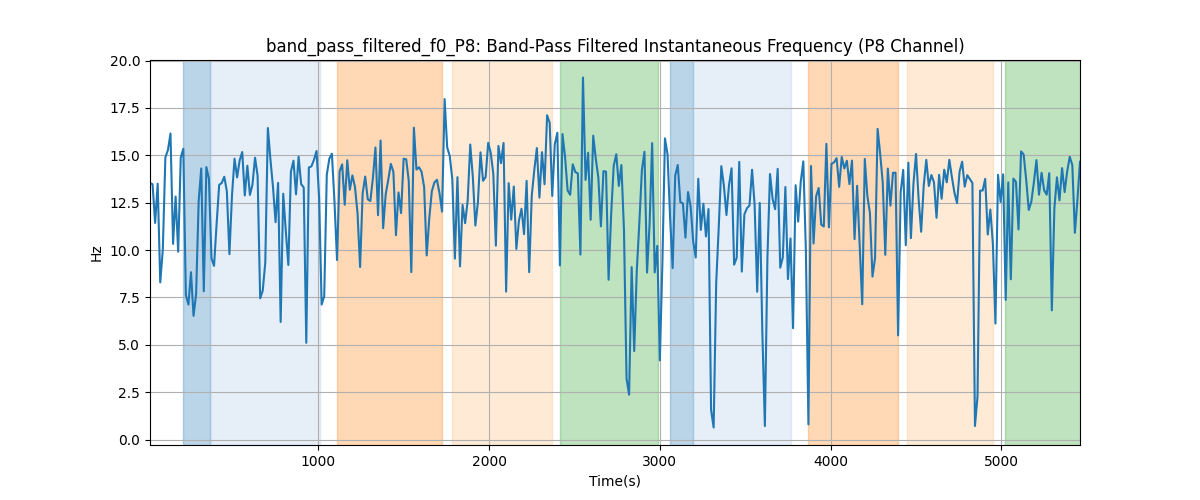 band_pass_filtered_f0_P8: Band-Pass Filtered Instantaneous Frequency (P8 Channel)
20.0
17.5
15.0
12.5
10.0
7.5
5.0
2.5
0.0
Hz
1000 2000 3000 4000 5000
Time(s)